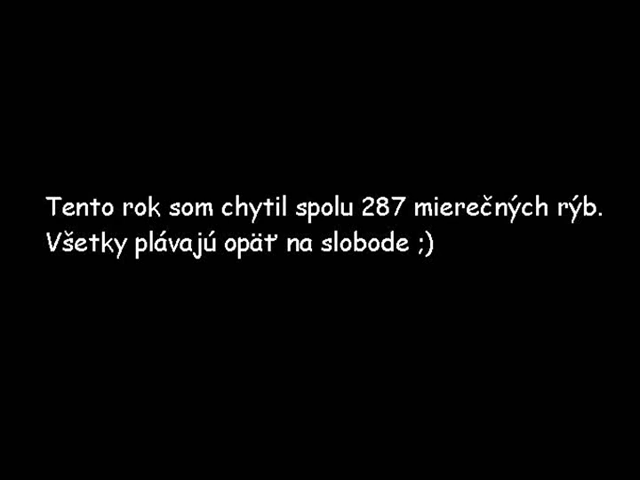 Tento rok som chytil spolu 287 mierečných rýb.
Všetky plávajú opäť na slobode ;)